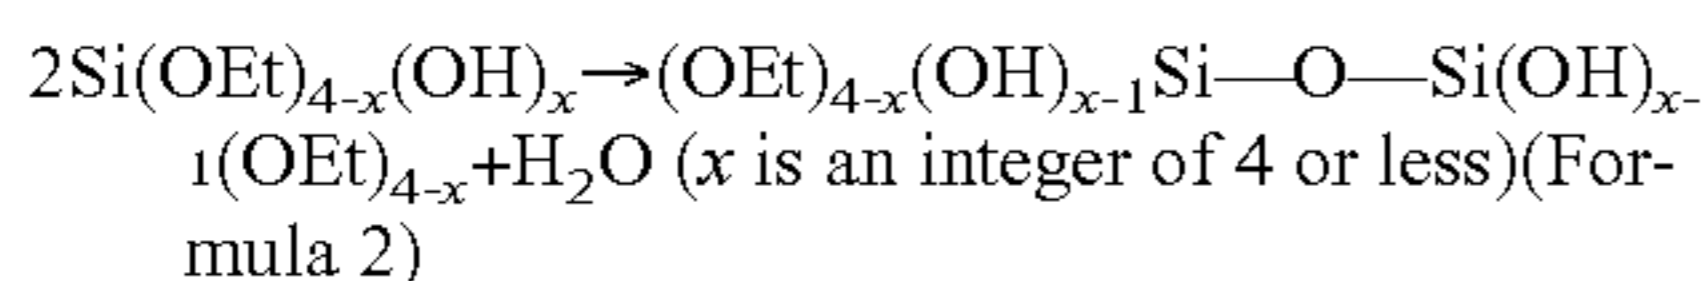 2Si(OEt)₄₋ₓ(OH)ₓ→(OEt)₄₋ₓ(OH)ₓ₋₁Si—O—Si(OH)ₓ₋
₁(OEt)₄₋ₓ+H₂O (x is an integer of 4 or less)(For-
mula 2)